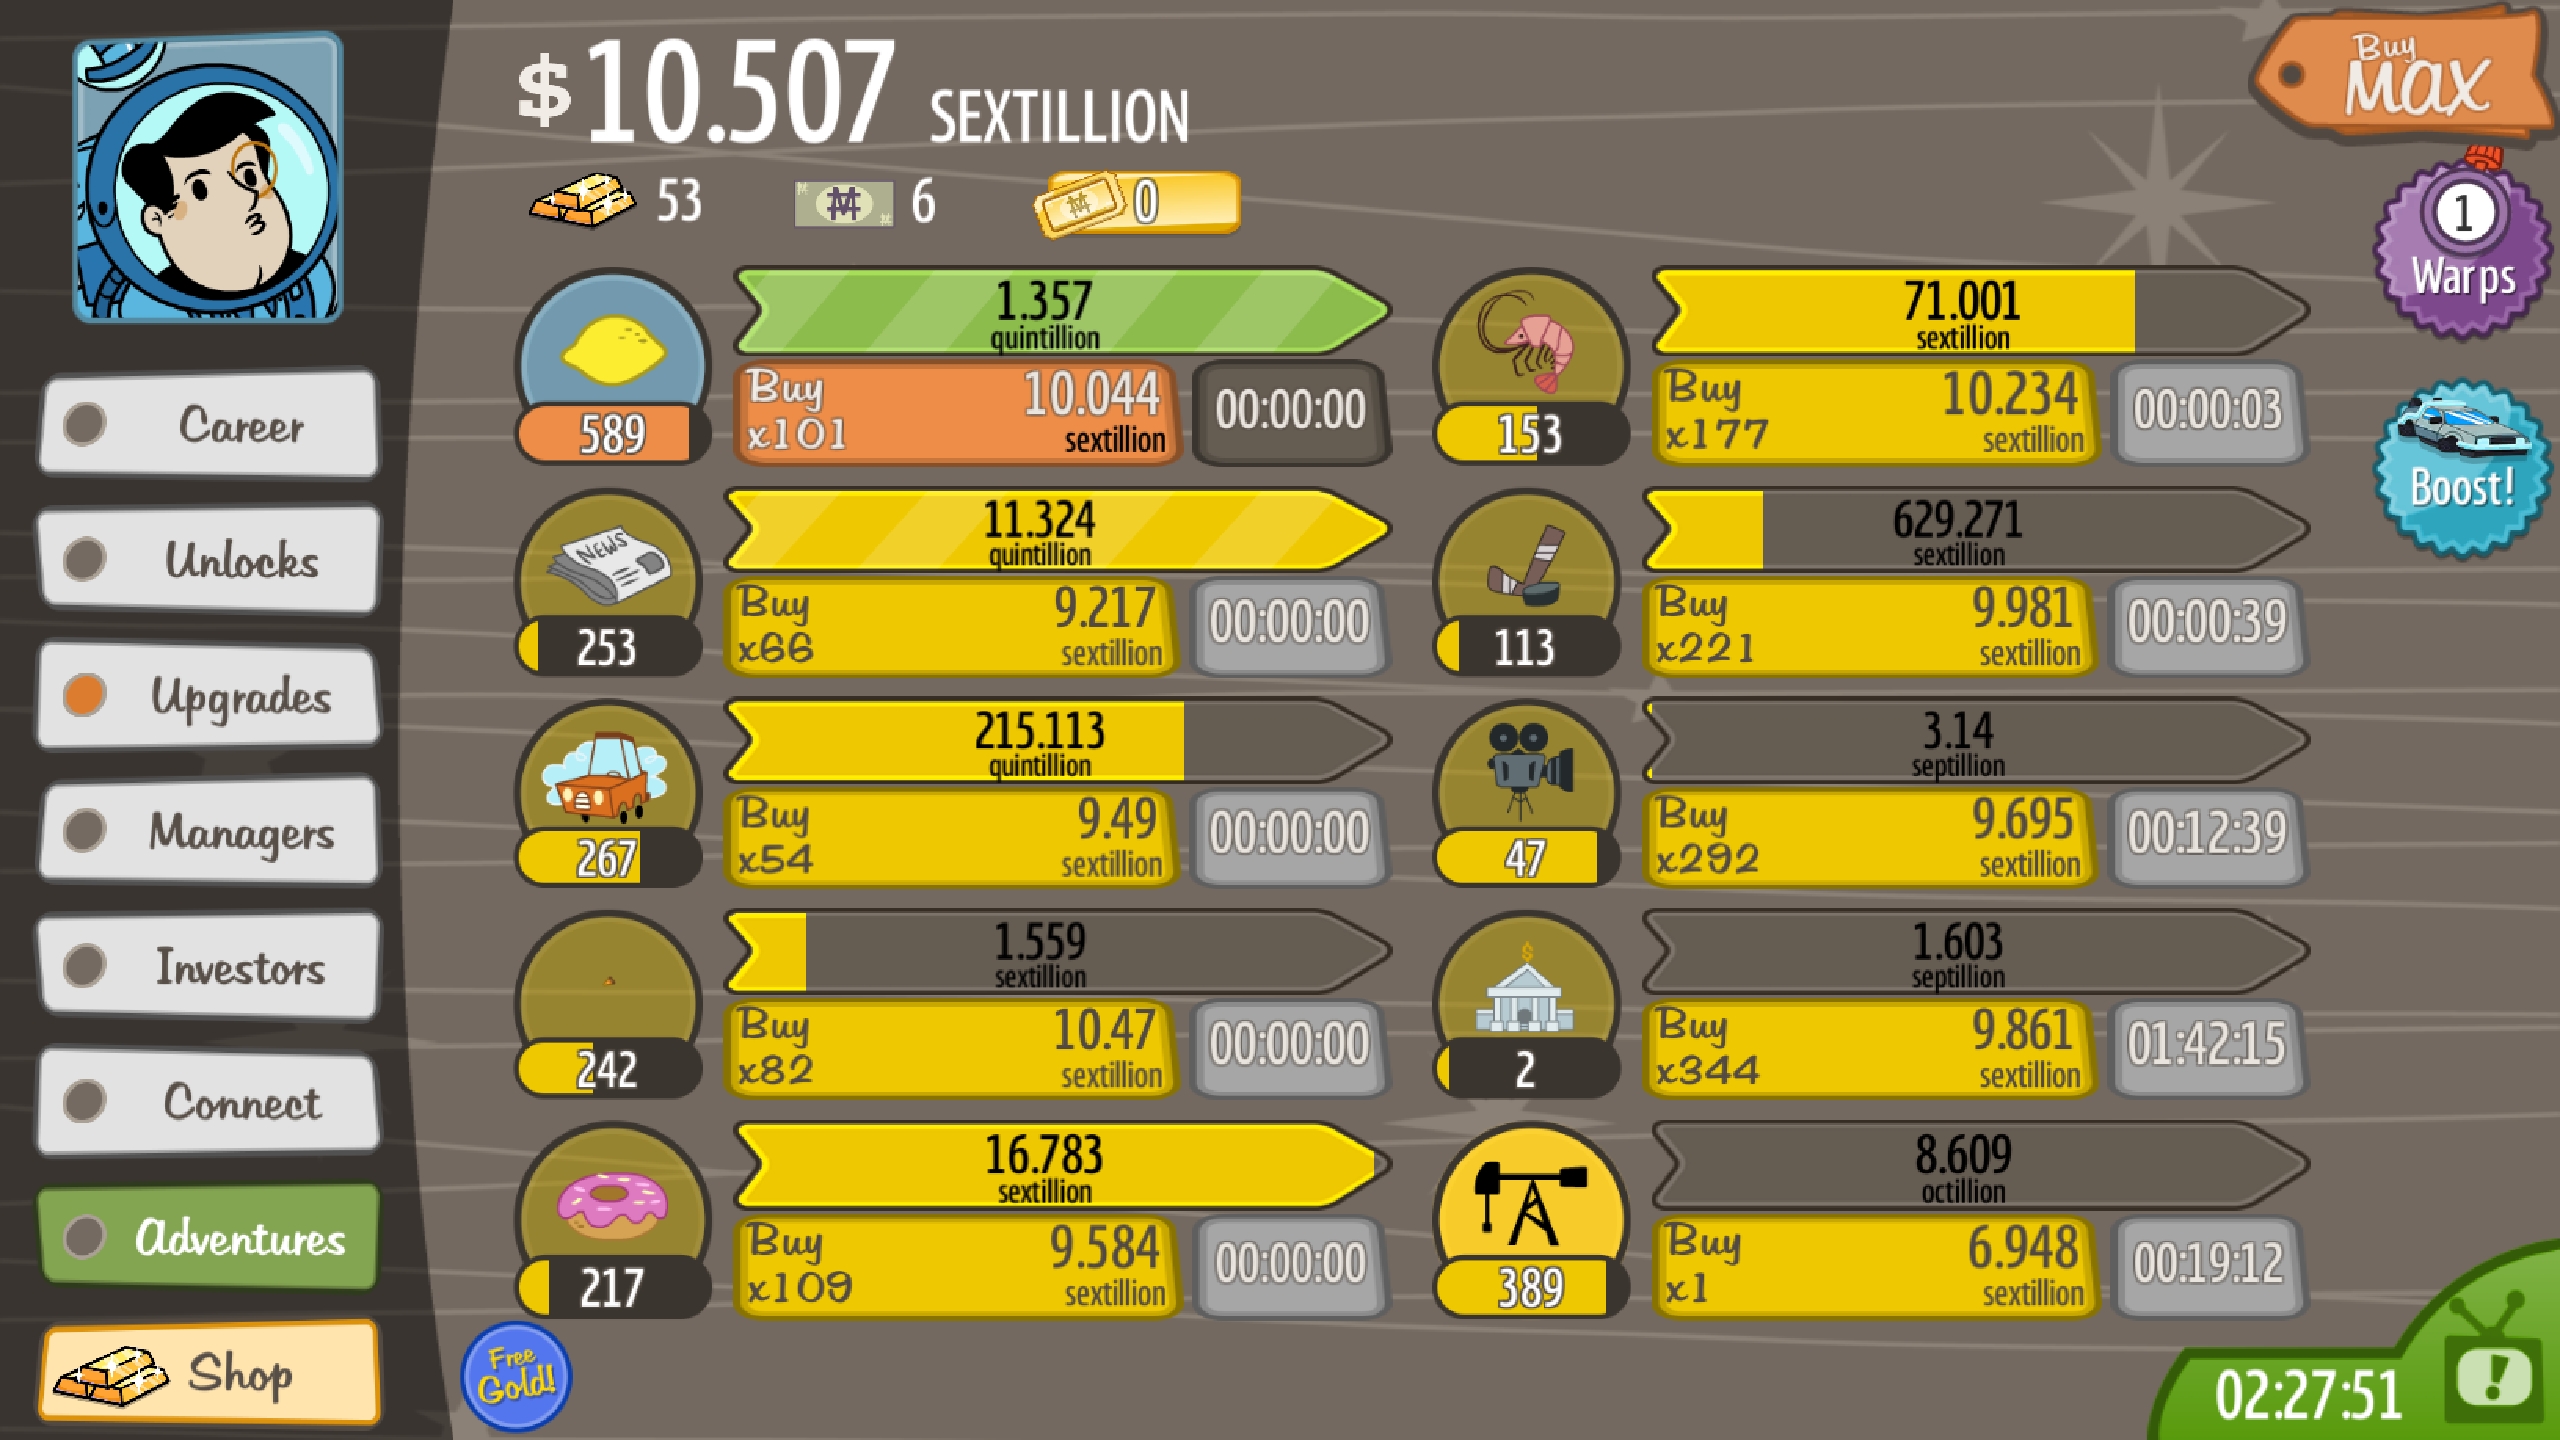 $10.507 SEXTILLION
53
6
0
Buy
MAX
1
Warps
Boost!
Career
Unlocks
Upgrades
Managers
Investors
Connect
Adventures
Shop
Free
Gold!
1.357
quintillion
589
Buy 10.044
x101 sextillion
00:00:00
NEWS
11.324
quintillion
253
Buy 9.217
x66 sextillion
00:00:00
215.113
quintillion
267
Buy 9.49
x54 sextillion
00:00:00
1.559
sextillion
242
Buy 10.47
x82 sextillion
00:00:00
16.783
sextillion
217
Buy 9.584
x109 sextillion
00:00:00
71.001
sextillion
153
Buy 10.234
x177 sextillion
00:00:03
629.271
sextillion
113
Buy 9.981
x221 sextillion
00:00:39
3.14
septillion
47
Buy 9.695
x292 sextillion
00:12:39
1.603
septillion
2
Buy 9.861
x344 sextillion
01:42:15
8.609
octillion
389
Buy 6.948
x1 sextillion
00:19:12
02:27:51
!